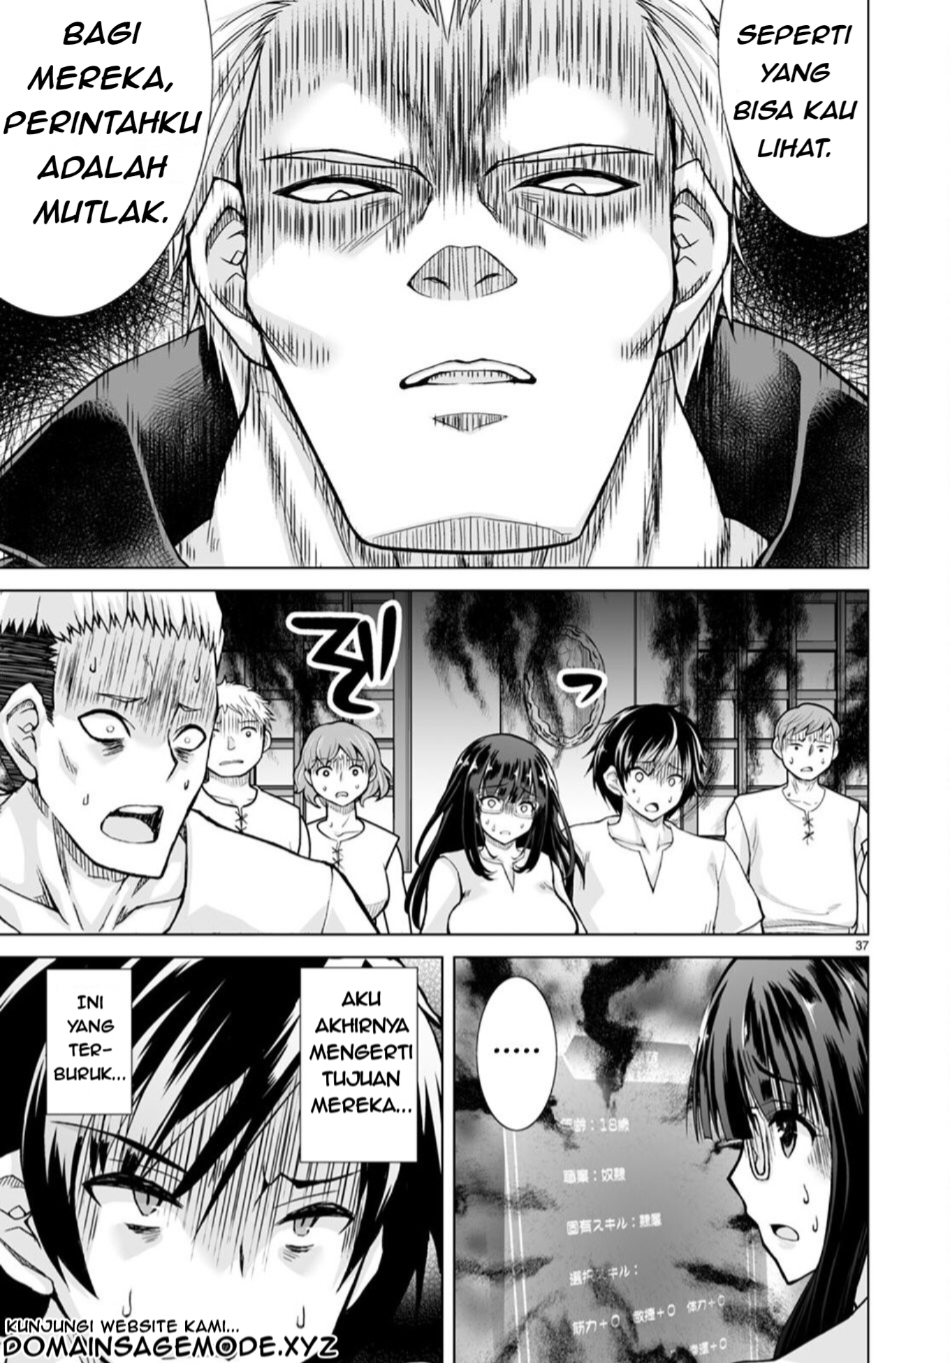 SEPERTI
YANG
BISA KAU
LIHAT.
BAGI
MEREKA,
PERINTAHKU
ADALAH
MUTLAK.
37
.....
年齢：18歳
職業：奴隷
固有スキル：隷属
選択スキル：
筋力+0 敏捷+0 体力+0
+0
AKU
AKHIRNYA
MENGERTI
TUJUAN
MEREKA...
INI
YANG
TER-
BURUK...
KUNJUNGI WEBSITE KAMI...
DOMAINSAGEMODE.XYZ